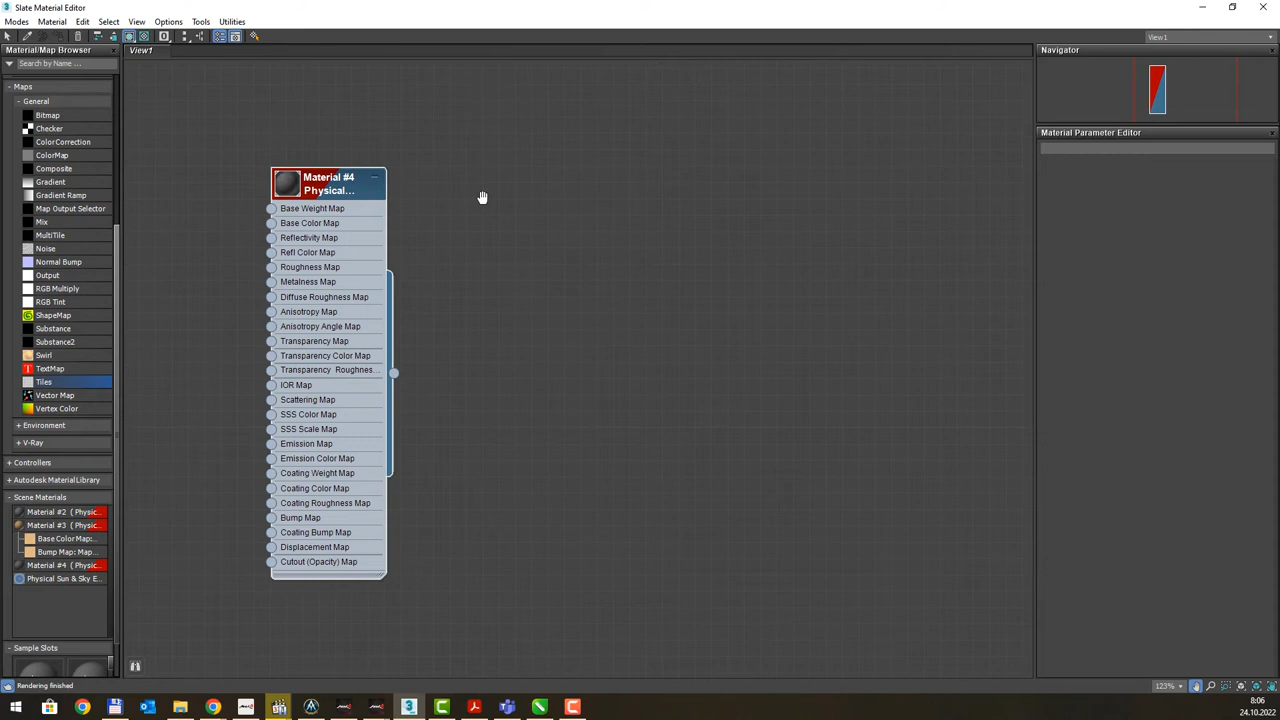 Slate Material Editor
Modes Material Edit Select View Options Tools Utilities
View1
Material/Map Browser
View1
Navigator
Search by Name ...
- Maps
- General
Bitmap
Checker
ColorCorrection
ColorMap
Composite
Gradient
Gradient Ramp
Map Output Selector
Mix
MultiTile
Noise
Normal Bump
Output
RGB Multiply
RGB Tint
ShapeMap
Substance
Substance2
Swirl
TextMap
Tiles
Vector Map
Vertex Color
+ Environment
+ V-Ray
+ Controllers
+ Autodesk Material Library
- Scene Materials
Material #2 ( Physic...
Material #3 ( Physic...
Base Color Map:...
Bump Map: Map...
Material #4 ( Physic...
Physical Sun & Sky E...
- Sample Slots
Rendering finished
Material #4
Physical...
Base Weight Map
Base Color Map
Reflectivity Map
Refl Color Map
Roughness Map
Metalness Map
Diffuse Roughness Map
Anisotropy Map
Anisotropy Angle Map
Transparency Map
Transparency Color Map
Transparency Roughnes...
IOR Map
Scattering Map
SSS Color Map
SSS Scale Map
Emission Map
Emission Color Map
Coating Weight Map
Coating Color Map
Coating Roughness Map
Bump Map
Coating Bump Map
Displacement Map
Cutout (Opacity) Map
Material Parameter Editor
123%
8:06
24.10.2022